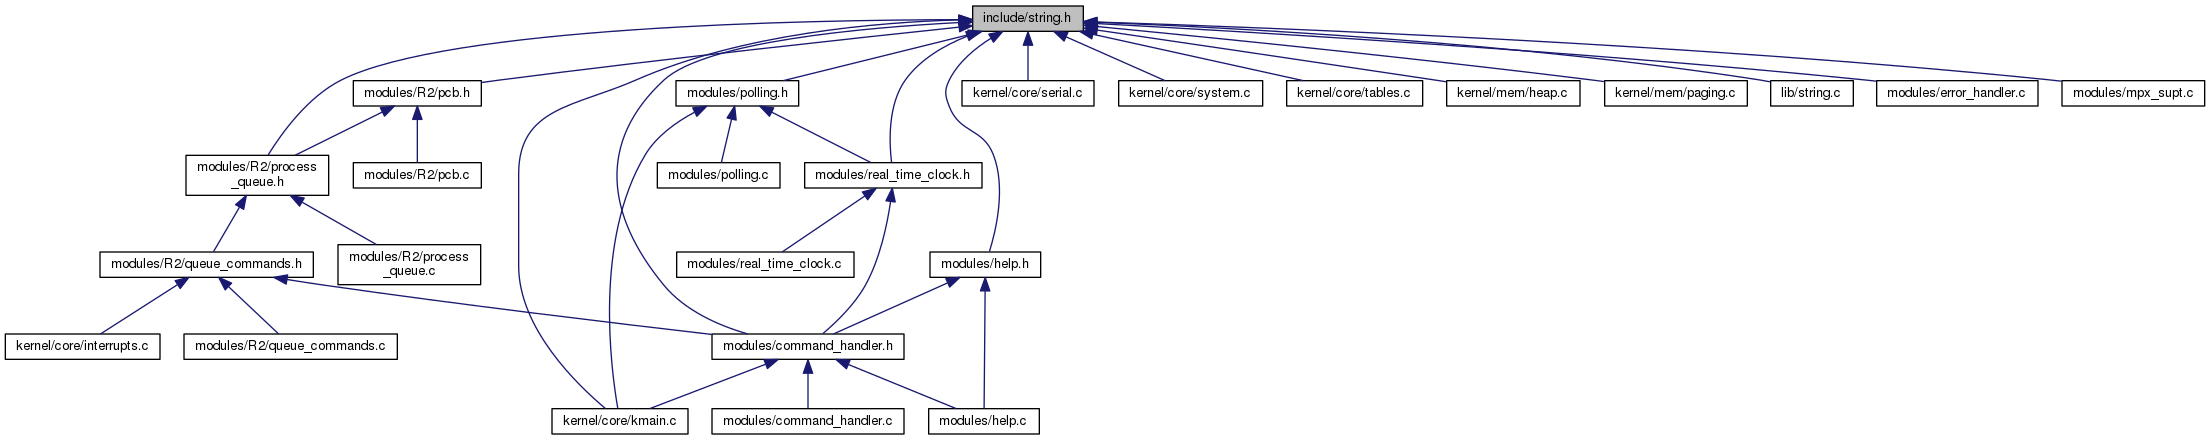 include/string.h
modules/R2/pcb.h
modules/polling.h
kernel/core/serial.c
kernel/core/system.c
kernel/core/tables.c
kernel/mem/heap.c
kernel/mem/paging.c
lib/string.c
modules/error_handler.c
modules/mpx_supt.c
modules/R2/process
_queue.h
modules/R2/pcb.c
modules/polling.c
modules/real_time_clock.h
modules/R2/queue_commands.h
modules/R2/process
_queue.c
modules/real_time_clock.c
modules/help.h
kernel/core/interrupts.c
modules/R2/queue_commands.c
modules/command_handler.h
kernel/core/kmain.c
modules/command_handler.c
modules/help.c